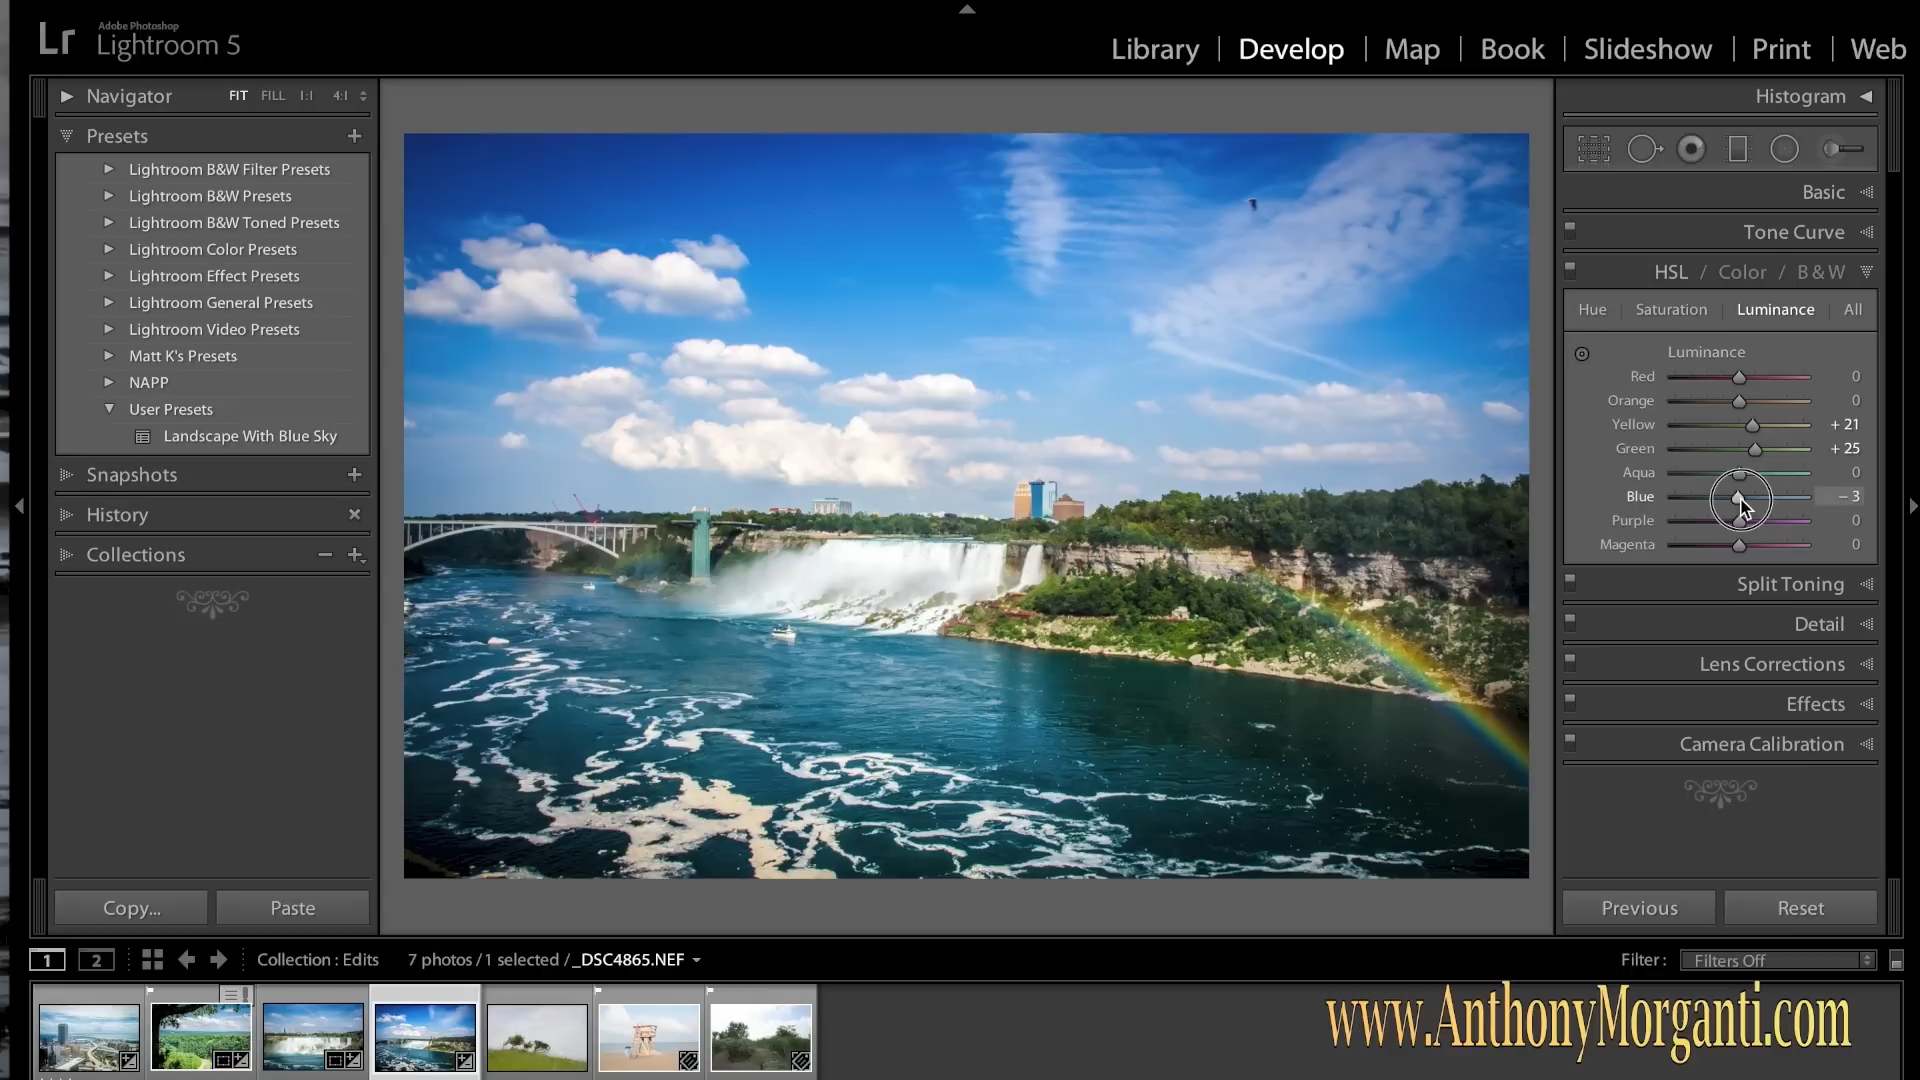 Lr Adobe Photoshop
Lightroom 5
Library | Develop | Map | Book | Slideshow | Print | Web
Navigator FIT FILL 1:1 4:1
Presets
Lightroom B&W Filter Presets
Lightroom B&W Presets
Lightroom B&W Toned Presets
Lightroom Color Presets
Lightroom Effect Presets
Lightroom General Presets
Lightroom Video Presets
Matt K's Presets
NAPP
User Presets
Landscape With Blue Sky
Snapshots
History
Collections
Copy... Paste
Histogram
Basic
Tone Curve
HSL / Color / B & W
Hue | Saturation | Luminance | All
Luminance
Red 0
Orange 0
Yellow + 21
Green + 25
Aqua 0
Blue – 3
Purple 0
Magenta 0
Split Toning
Detail
Lens Corrections
Effects
Camera Calibration
Previous Reset
1 2 Collection : Edits 7 photos / 1 selected / _DSC4865.NEF Filter : Filters Off
www.AnthonyMorganti.com